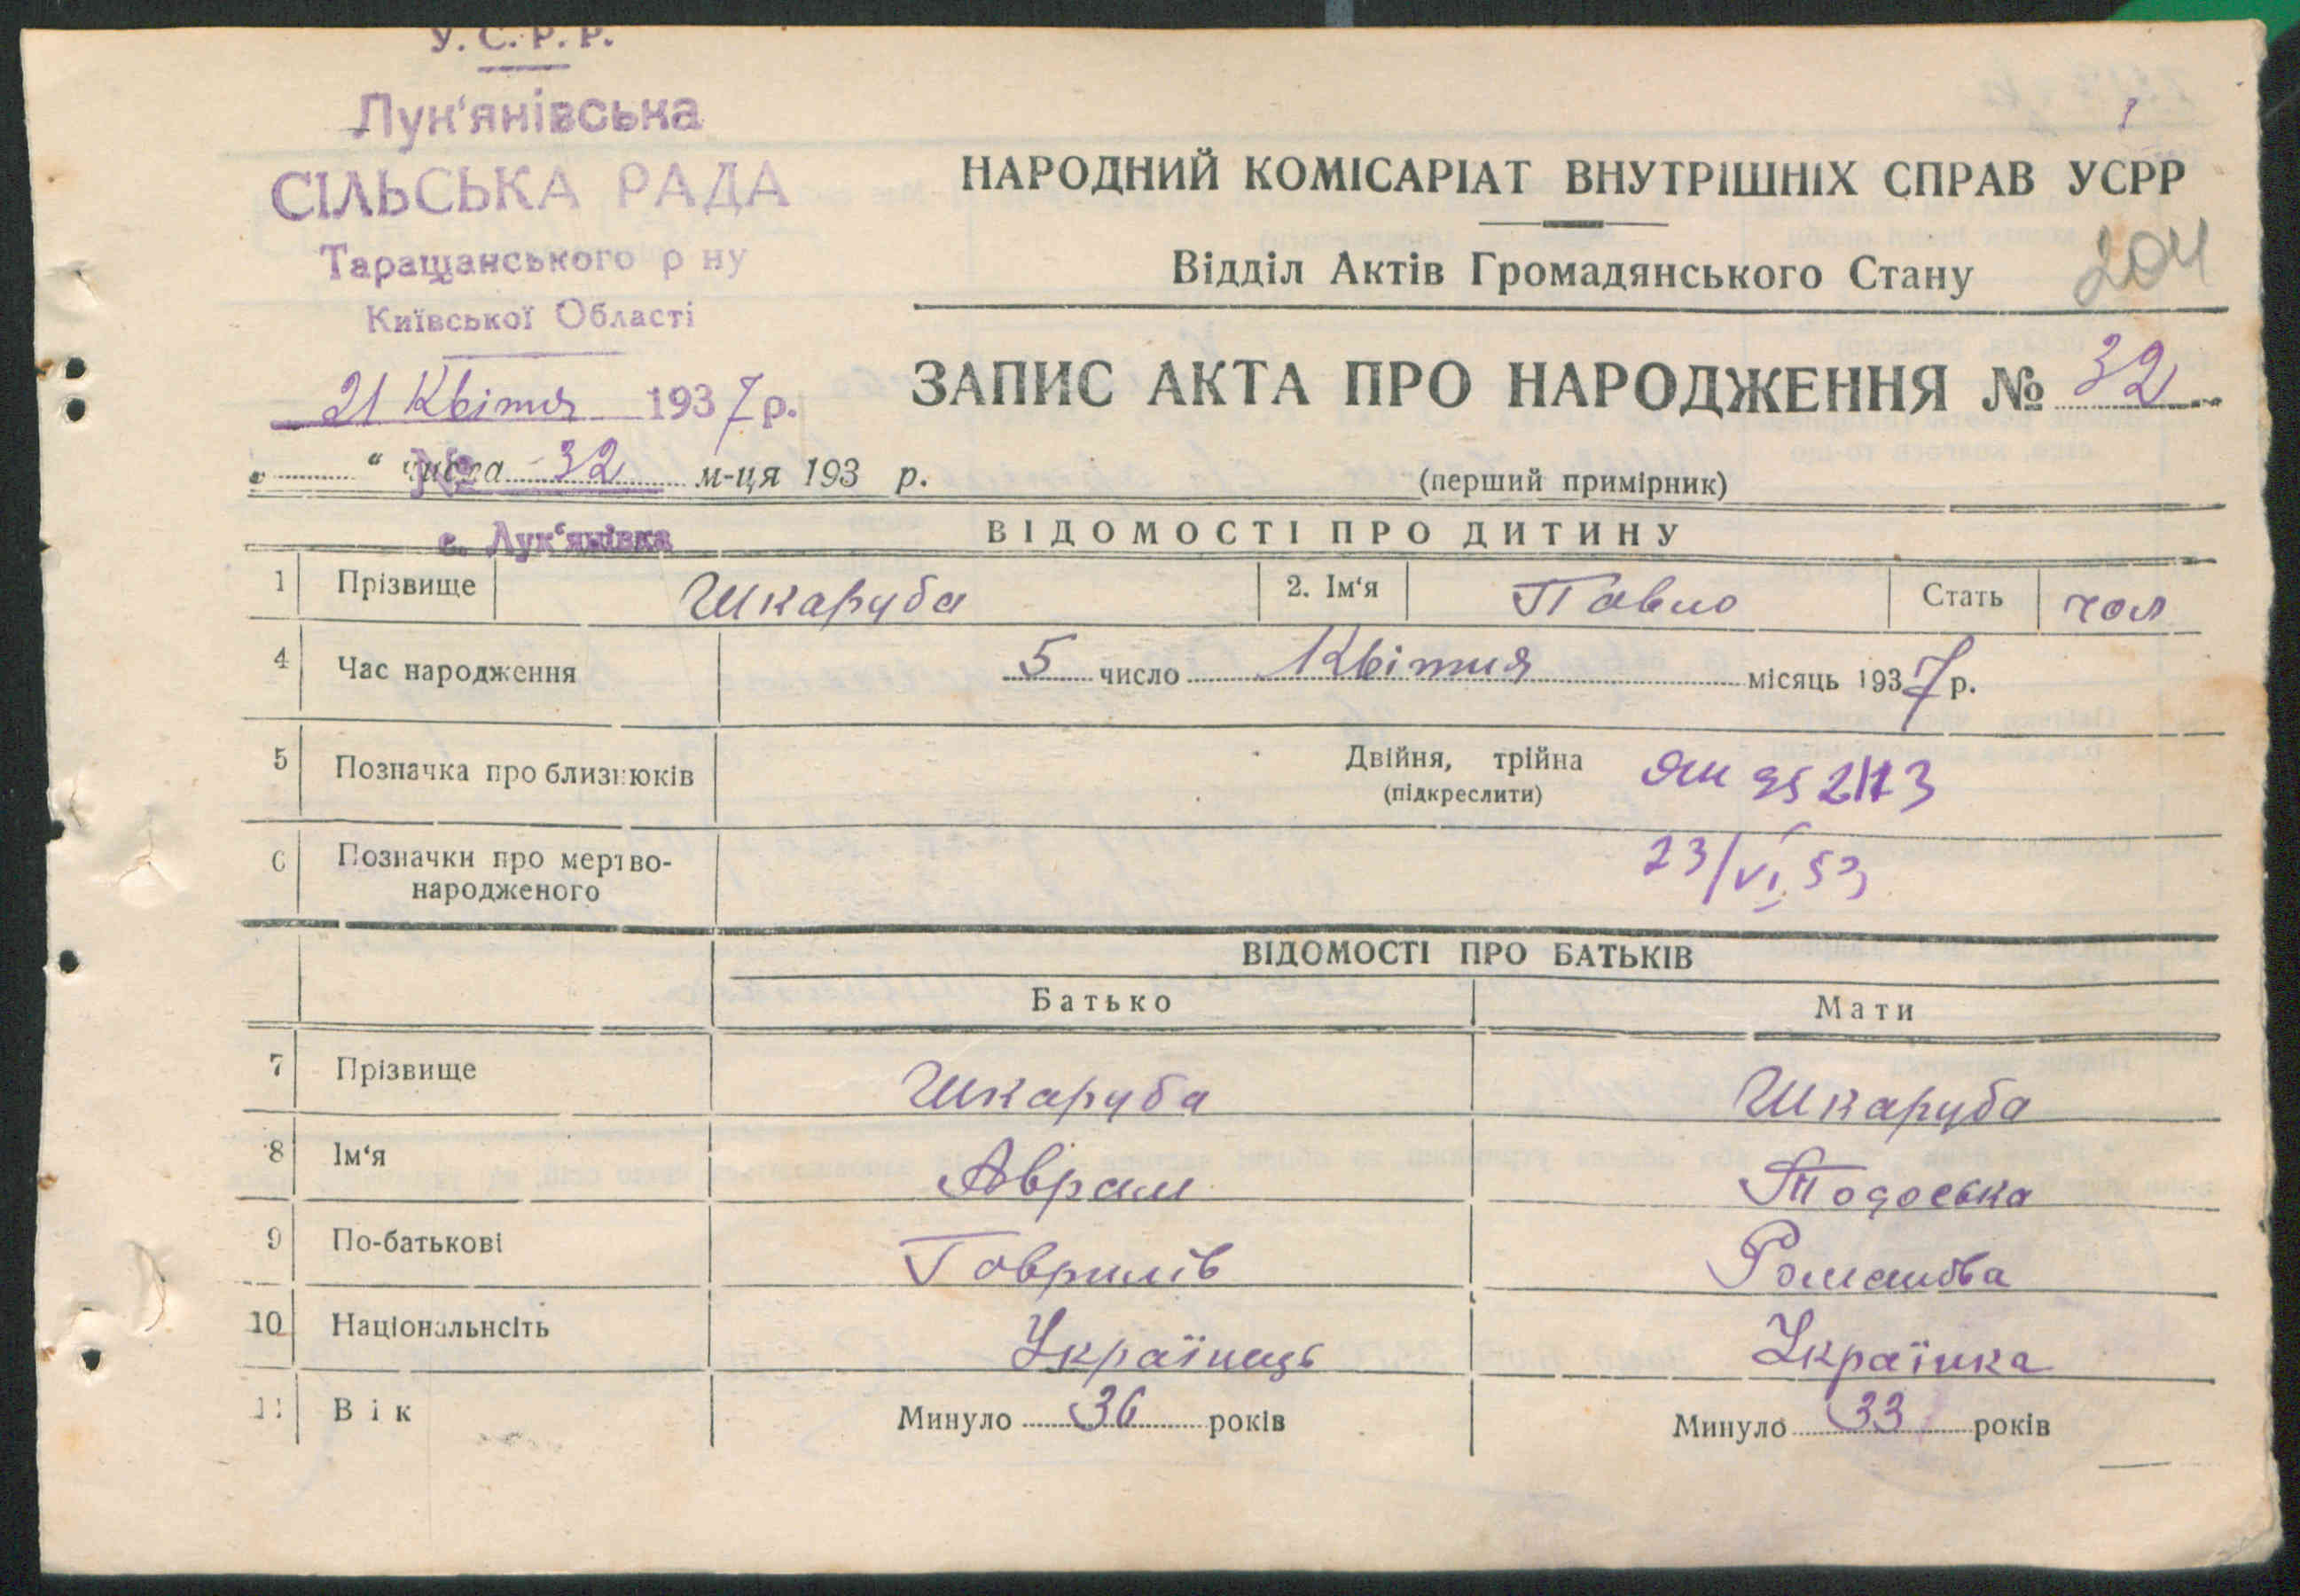 У. С. Р. Р.
Лук'янівська
СІЛЬСЬКА РАДА
Таращанського р ну
Київської Області
21 Квітня 1937 р.
№ 32
" числа м-ця 193 р.
с. Лук'янівка
НАРОДНИЙ КОМІСАРІАТ ВНУТРІШНІХ СПРАВ УСРР
Відділ Актів Громадянського Стану
204
ЗАПИС АКТА ПРО НАРОДЖЕННЯ № 32
(перший примірник)
ВІДОМОСТІ ПРО ДИТИНУ
1 Прізвище Шкаруба 2. Ім'я Павло Стать чол
4 Час народження 5 число Квітня місяць 1937 р.
5 Позначка про близнюків Двійня, трійна
(підкреслити)
6 Позначки про мертво-
народженого 23/VI 53
ВІДОМОСТІ ПРО БАТЬКІВ
Батько Мати
7 Прізвище Шкаруба Шкаруба
8 Ім'я Аврам Тодоська
9 По-батькові Гаврилів Романівна
10 Національнсіть Українець Українка
11 Вік Минуло 36 років Минуло 33 років